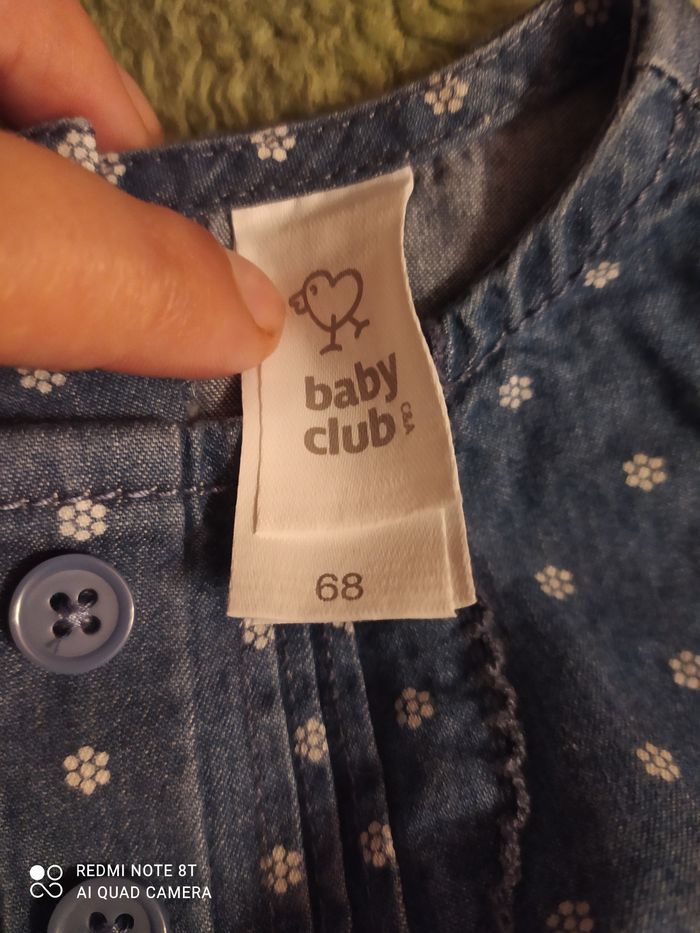 baby
club
C&A
68
REDMI NOTE 8T
AI QUAD CAMERA